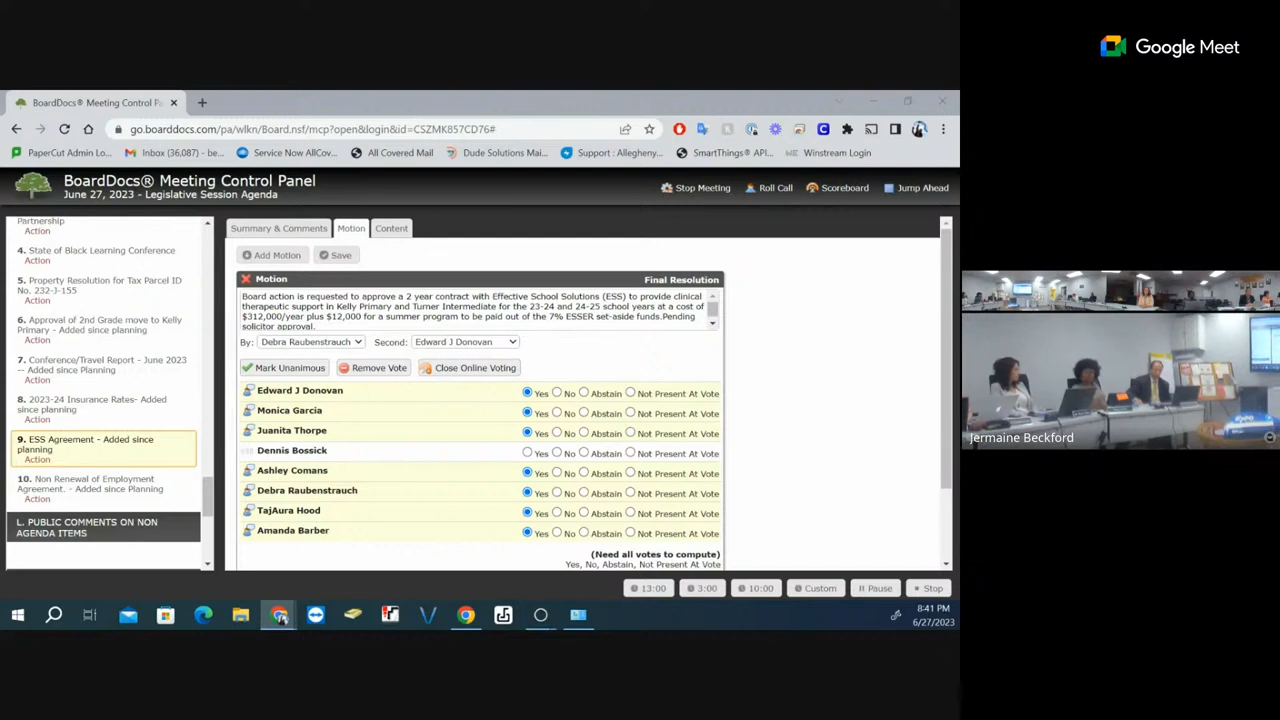 Google Meet
BoardDocs® Meeting Control Pa
go.boarddocs.com/pa/wlkn/Board.nsf/mcp?open&login&id=CSZMK857CD76#
PaperCut Admin Lo...
Inbox (36,087) - be...
Service Now AllCov...
All Covered Mail
Dude Solutions Mai...
Support : Allegheny...
SmartThings® API...
Winstream Login
BoardDocs® Meeting Control Panel
June 27, 2023 - Legislative Session Agenda
Stop Meeting
Roll Call
Scoreboard
Jump Ahead
Partnership
Action
4. State of Black Learning Conference
Action
5. Property Resolution for Tax Parcel ID
No. 232-J-155
Action
6. Approval of 2nd Grade move to Kelly
Primary - Added since planning
Action
7. Conference/Travel Report - June 2023
-- Added since Planning
Action
8. 2023-24 Insurance Rates- Added
since planning
Action
9. ESS Agreement - Added since
planning
Action
10. Non Renewal of Employment
Agreement. - Added since Planning
Action
L. PUBLIC COMMENTS ON NON
AGENDA ITEMS
Summary & Comments
Motion
Content
Add Motion
Save
Motion
Final Resolution
Board action is requested to approve a 2 year contract with Effective School Solutions (ESS) to provide clinical
therapeutic support in Kelly Primary and Turner Intermediate for the 23-24 and 24-25 school years at a cost of
$312,000/year plus $12,000 for a summer program to be paid out of the 7% ESSER set-aside funds.Pending
solicitor approval.
By: Debra Raubenstrauch Second: Edward J Donovan
Mark Unanimous
Remove Vote
Close Online Voting
Edward J Donovan Yes No Abstain Not Present At Vote
Monica Garcia Yes No Abstain Not Present At Vote
Juanita Thorpe Yes No Abstain Not Present At Vote
Dennis Bossick Yes No Abstain Not Present At Vote
Ashley Comans Yes No Abstain Not Present At Vote
Debra Raubenstrauch Yes No Abstain Not Present At Vote
TajAura Hood Yes No Abstain Not Present At Vote
Amanda Barber Yes No Abstain Not Present At Vote
(Need all votes to compute)
Yes, No, Abstain, Not Present At Vote
13:00
3:00
10:00
Custom
Pause
Stop
8:41 PM
6/27/2023
Jermaine Beckford